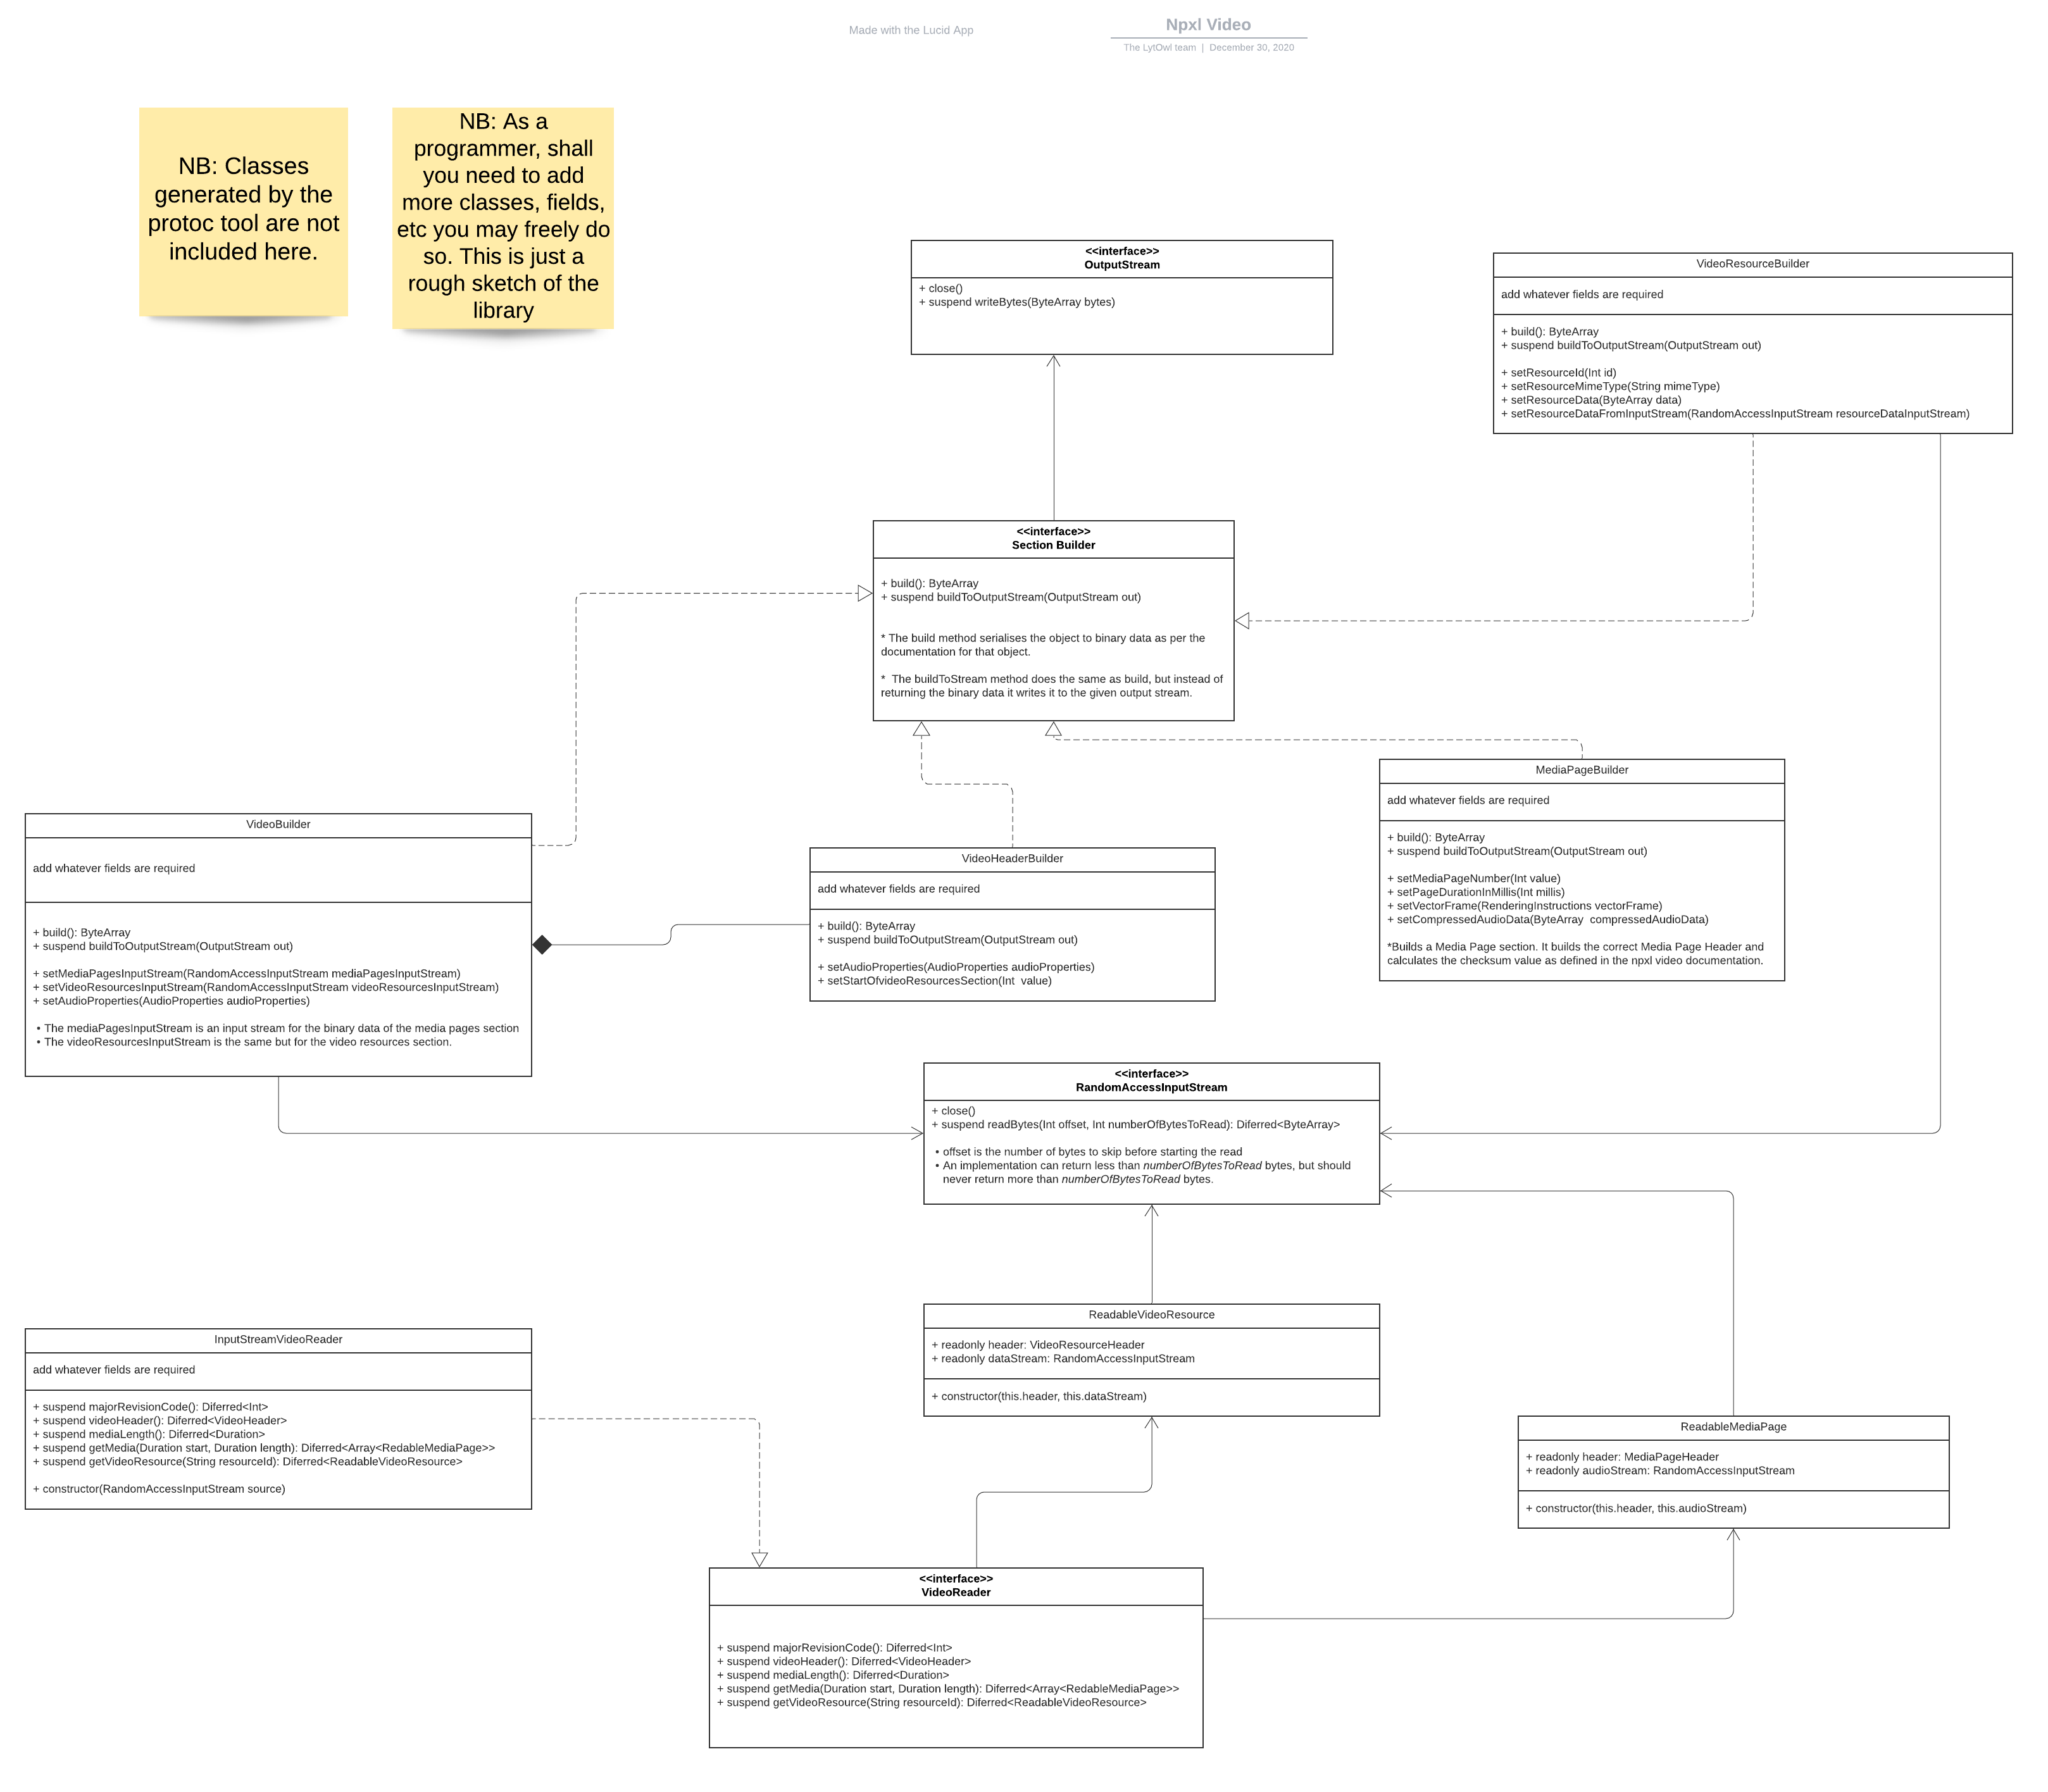 Made with the Lucid App
Npxl Video
The LytOwl team | December 30, 2020
NB: Classes
generated by the
protoc tool are not
included here.
NB: As a
programmer, shall
you need to add
more classes, fields,
etc you may freely do
so. This is just a
rough sketch of the
library
<<interface>>
OutputStream
+ close()
+ suspend writeBytes(ByteArray bytes)
VideoResourceBuilder
add whatever fields are required
+ build(): ByteArray
+ suspend buildToOutputStream(OutputStream out)
+ setResourceId(Int id)
+ setResourceMimeType(String mimeType)
+ setResourceData(ByteArray data)
+ setResourceDataFromInputStream(RandomAccessInputStream resourceDataInputStream)
<<interface>>
Section Builder
+ build(): ByteArray
+ suspend buildToOutputStream(OutputStream out)
* The build method serialises the object to binary data as per the
documentation for that object.
* The buildToStream method does the same as build, but instead of
returning the binary data it writes it to the given output stream.
MediaPageBuilder
add whatever fields are required
+ build(): ByteArray
+ suspend buildToOutputStream(OutputStream out)
+ setMediaPageNumber(Int value)
+ setPageDurationInMillis(Int millis)
+ setVectorFrame(RenderingInstructions vectorFrame)
+ setCompressedAudioData(ByteArray  compressedAudioData)
*Builds a Media Page section. It builds the correct Media Page Header and
calculates the checksum value as defined in the npxl video documentation.
VideoBuilder
add whatever fields are required
+ build(): ByteArray
+ suspend buildToOutputStream(OutputStream out)
+ setMediaPagesInputStream(RandomAccessInputStream mediaPagesInputStream)
+ setVideoResourcesInputStream(RandomAccessInputStream videoResourcesInputStream)
+ setAudioProperties(AudioProperties audioProperties)
• The mediaPagesInputStream is an input stream for the binary data of the media pages section
• The videoResourcesInputStream is the same but for the video resources section.
VideoHeaderBuilder
add whatever fields are required
+ build(): ByteArray
+ suspend buildToOutputStream(OutputStream out)
+ setAudioProperties(AudioProperties audioProperties)
+ setStartOfvideoResourcesSection(Int  value)
<<interface>>
RandomAccessInputStream
+ close()
+ suspend readBytes(Int offset, Int numberOfBytesToRead): Diferred<ByteArray>
• offset is the number of bytes to skip before starting the read
• An implementation can return less than numberOfBytesToRead bytes, but should
never return more than numberOfBytesToRead bytes.
ReadableVideoResource
+ readonly header: VideoResourceHeader
+ readonly dataStream: RandomAccessInputStream
+ constructor(this.header, this.dataStream)
InputStreamVideoReader
add whatever fields are required
+ suspend majorRevisionCode(): Diferred<Int>
+ suspend videoHeader(): Diferred<VideoHeader>
+ suspend mediaLength(): Diferred<Duration>
+ suspend getMedia(Duration start, Duration length): Diferred<Array<RedableMediaPage>>
+ suspend getVideoResource(String resourceId): Diferred<ReadableVideoResource>
+ constructor(RandomAccessInputStream source)
ReadableMediaPage
+ readonly header: MediaPageHeader
+ readonly audioStream: RandomAccessInputStream
+ constructor(this.header, this.audioStream)
<<interface>>
VideoReader
+ suspend majorRevisionCode(): Diferred<Int>
+ suspend videoHeader(): Diferred<VideoHeader>
+ suspend mediaLength(): Diferred<Duration>
+ suspend getMedia(Duration start, Duration length): Diferred<Array<RedableMediaPage>>
+ suspend getVideoResource(String resourceId): Diferred<ReadableVideoResource>